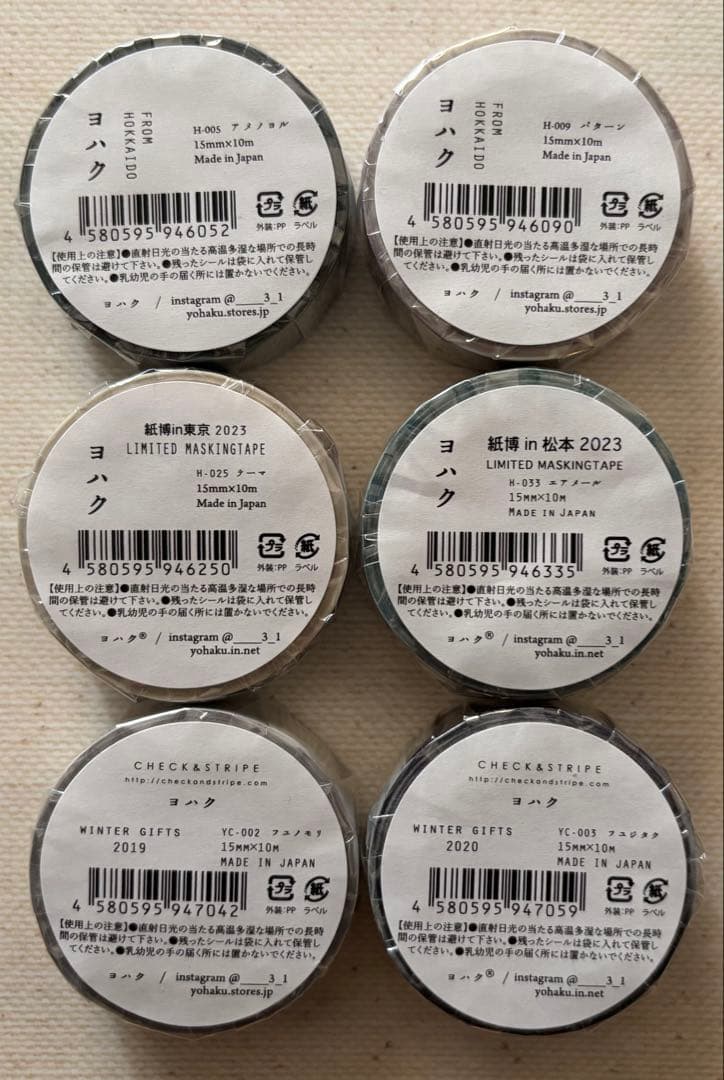 ヨハク
FROM
HOKKAIDO
H-005 アメノヨル
15mm×10m
Made in Japan
4 580595 946052
プラ
外装:PP
紙
ラベル
【使用上の注意】●直射日光の当たる高温多湿な場所での長時
間の保管は避けて下さい。●残ったシールは袋に入れて保管し
てください。●乳幼児の手の届く所には置かないでください。
ヨハク / instagram @____3_1
yohaku.stores.jp
ヨハク
FROM
HOKKAIDO
H-009 パターン
15mm×10m
Made in Japan
4 580595 946090
プラ
外装:PP
紙
ラベル
【使用上の注意】●直射日光の当たる高温多湿な場所での長時
間の保管は避けて下さい。●残ったシールは袋に入れて保管し
てください。●乳幼児の手の届く所には置かないでください。
ヨハク / instagram @____3_1
yohaku.stores.jp
紙博in東京 2023
LIMITED MASKINGTAPE
ヨハク
H-025 テーマ
15mm×10m
Made in Japan
4 580595 946250
プラ
外装:PP
紙
ラベル
【使用上の注意】●直射日光の当たる高温多湿な場所での長時
間の保管は避けて下さい。●残ったシールは袋に入れて保管し
てください。●乳幼児の手の届く所には置かないでください。
ヨハク® / instagram @____3_1
yohaku.in.net
紙博 in 松本 2023
LIMITED MASKINGTAPE
ヨハク
H-033 エアメール
15MM×10M
MADE IN JAPAN
4 580595 946335
プラ
外装:PP
紙
ラベル
【使用上の注意】●直射日光の当たる高温多湿な場所での長時
間の保管は避けて下さい。●残ったシールは袋に入れて保管し
てください。●乳幼児の手の届く所には置かないでください。
ヨハク® / instagram @____3_1
yohaku.in.net
CHECK&STRIPE
http://checkandstripe.com
ヨハク
WINTER GIFTS
2019
YC-002 フユノモリ
15MM×10M
MADE IN JAPAN
4 580595 947042
プラ
外装:PP
紙
ラベル
【使用上の注意】●直射日光の当たる高温多湿な場所での長時
間の保管は避けて下さい。●残ったシールは袋に入れて保管し
てください。●乳幼児の手の届く所には置かないでください。
ヨハク / instagram @____3_1
yohaku.stores.jp
CHECK&STRIPE
http://checkandstripe.com
ヨハク
WINTER GIFTS
2020
YC-003 フユジタク
15MM×10M
MADE IN JAPAN
4 580595 947059
プラ
外装:PP
紙
ラベル
【使用上の注意】●直射日光の当たる高温多湿な場所での長時
間の保管は避けて下さい。●残ったシールは袋に入れて保管し
てください。●乳幼児の手の届く所には置かないでください。
ヨハク® / instagram @____3_1
yohaku.in.net